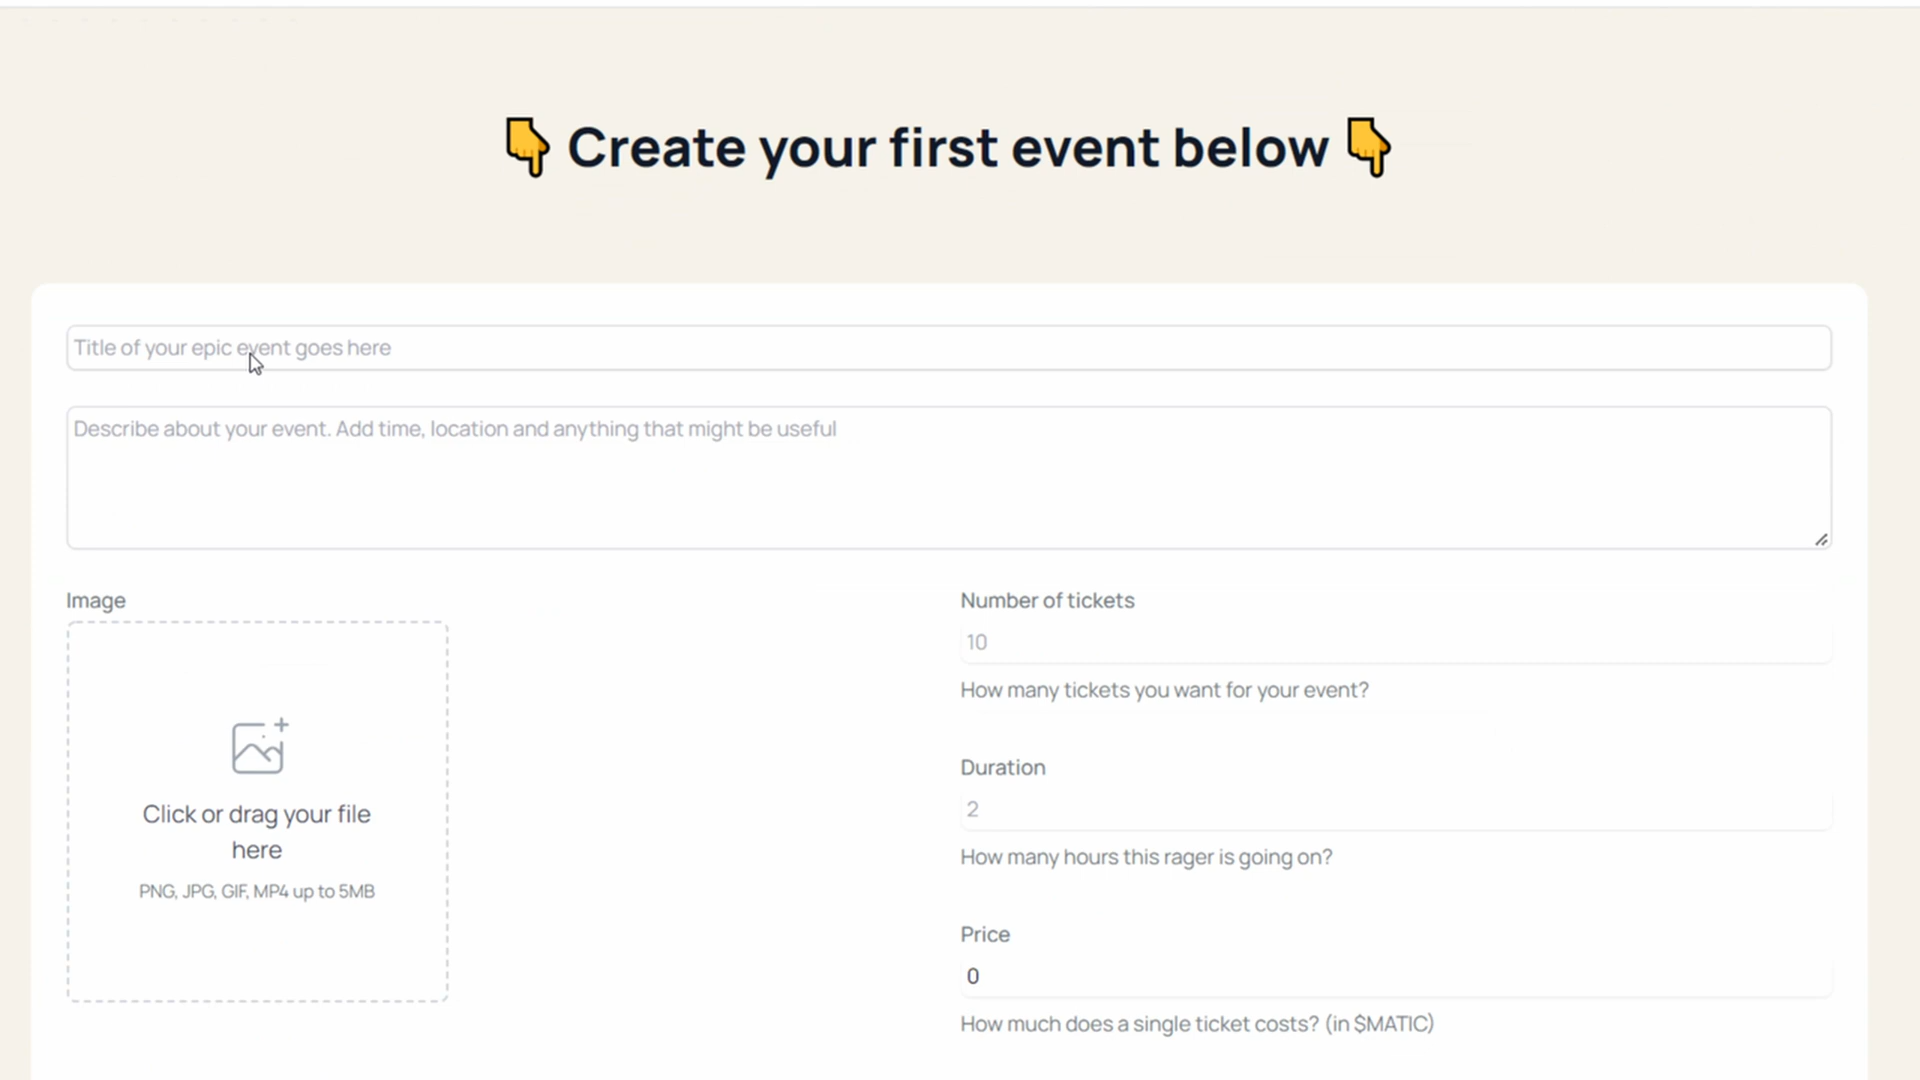 👇 Create your first event below 👇
Title of your epic event goes here
Describe about your event. Add time, location and anything that might be useful
Image
Click or drag your file
here
PNG, JPG, GIF, MP4 up to 5MB
Number of tickets
10
How many tickets you want for your event?
Duration
2
How many hours this rager is going on?
Price
0
How much does a single ticket costs? (in $MATIC)